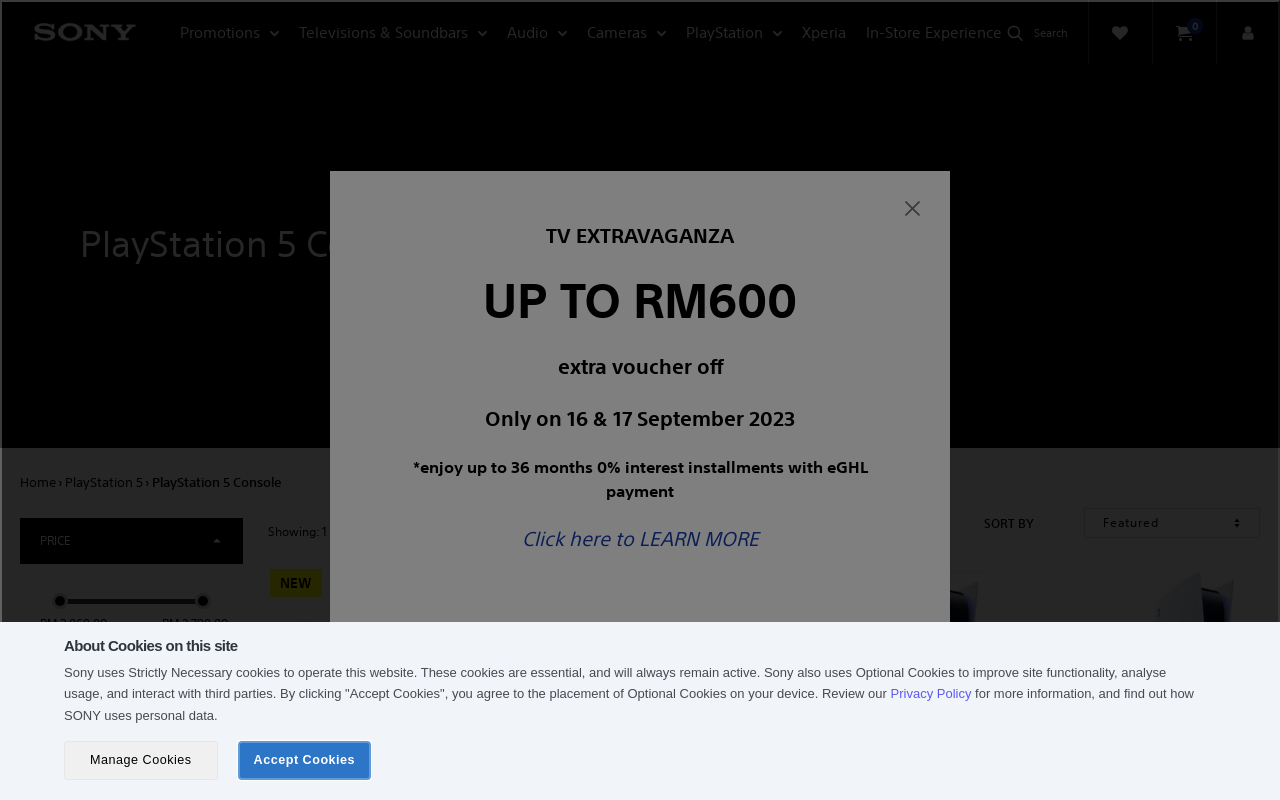 SONY
Promotions
Televisions & Soundbars
Audio
Cameras
PlayStation
Xperia
In-Store Experience
Search
0
PlayStation 5
TV EXTRAVAGANZA
UP TO RM600
extra voucher off
Only on 16 & 17 September 2023
*enjoy up to 36 months 0% interest installments with eGHL
payment
Click here to LEARN MORE
Home › PlayStation 5 › PlayStation 5 Console
PRICE
Showing: 1
SORT BY
Featured
NEW
About Cookies on this site
Sony uses Strictly Necessary cookies to operate this website. These cookies are essential, and will always remain active. Sony also uses Optional Cookies to improve site functionality, analyse
usage, and interact with third parties. By clicking "Accept Cookies", you agree to the placement of Optional Cookies on your device. Review our Privacy Policy for more information, and find out how
SONY uses personal data.
Manage Cookies
Accept Cookies